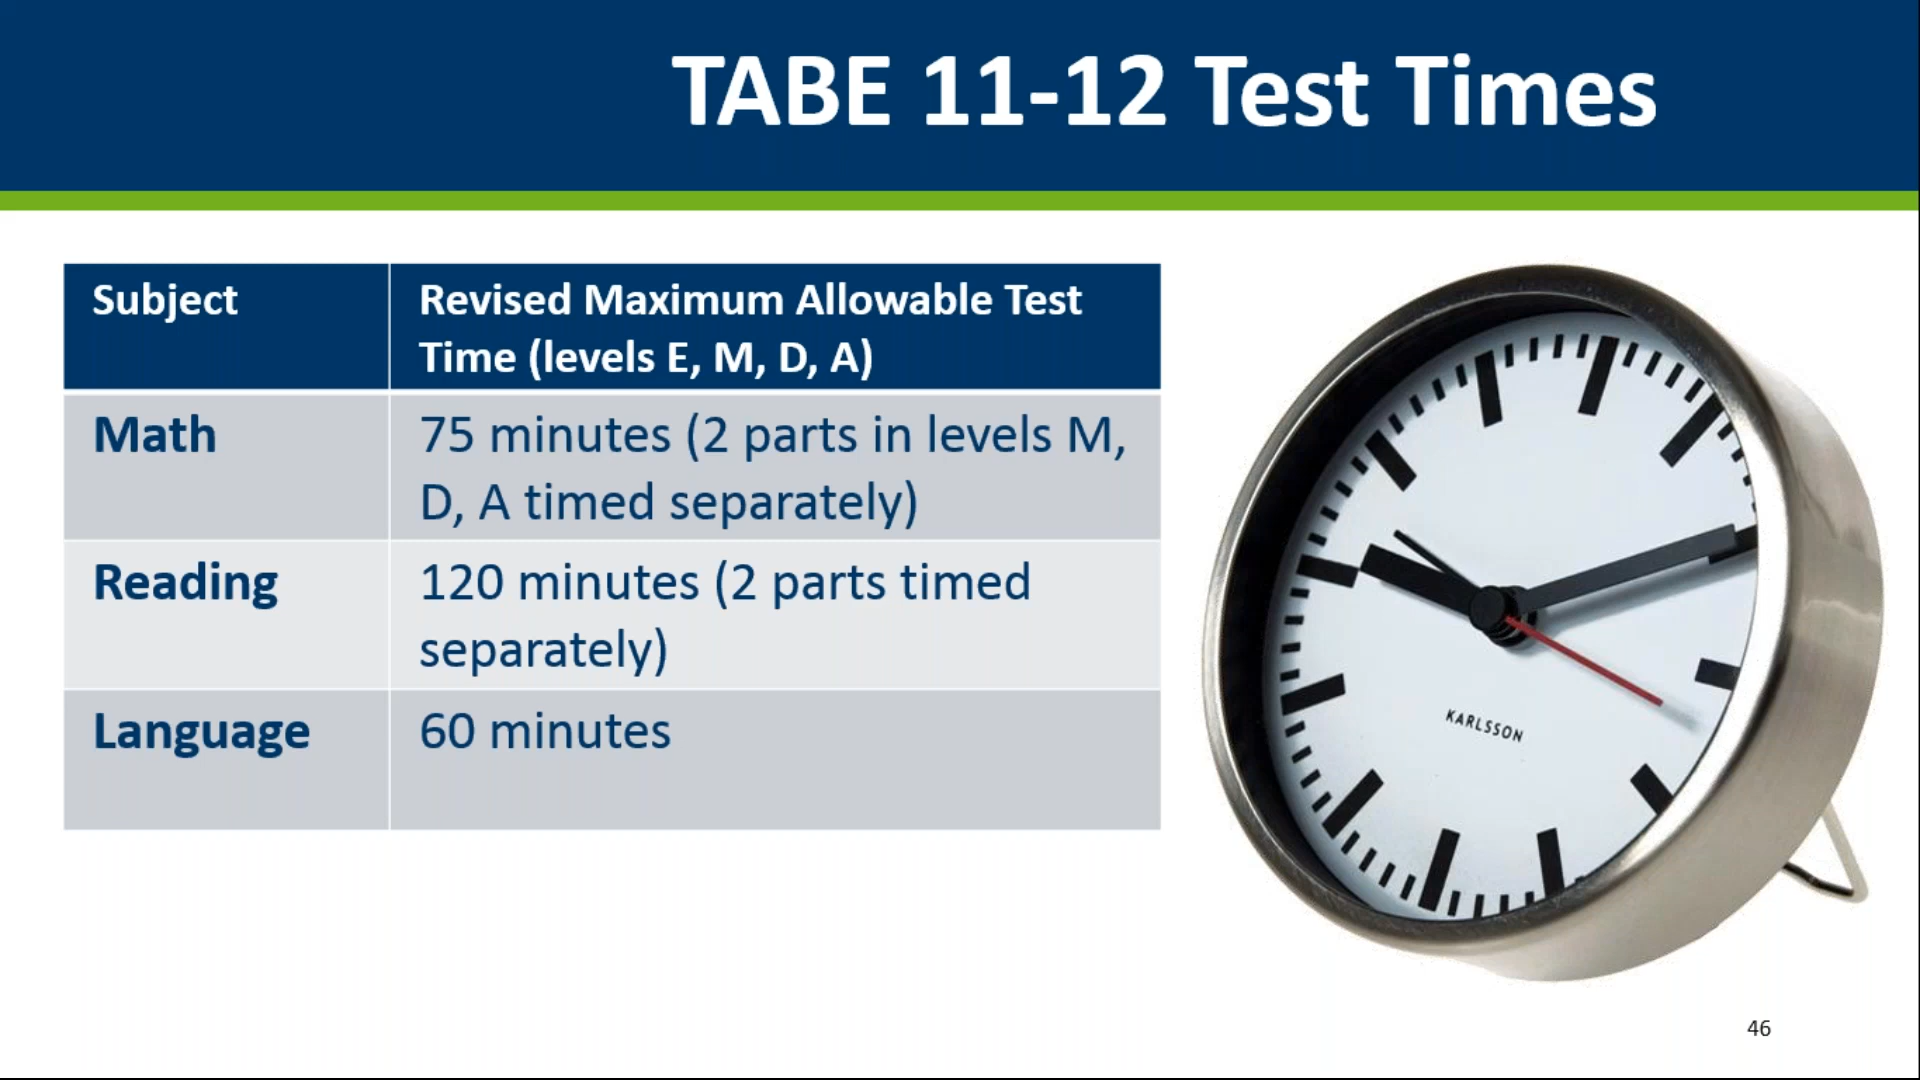 TABE 11-12 Test Times
Subject
Revised Maximum Allowable Test
Time (levels E, M, D, A)
Math
75 minutes (2 parts in levels M,
D, A timed separately)
Reading
120 minutes (2 parts timed
separately)
Language
60 minutes
KARLSSON
46